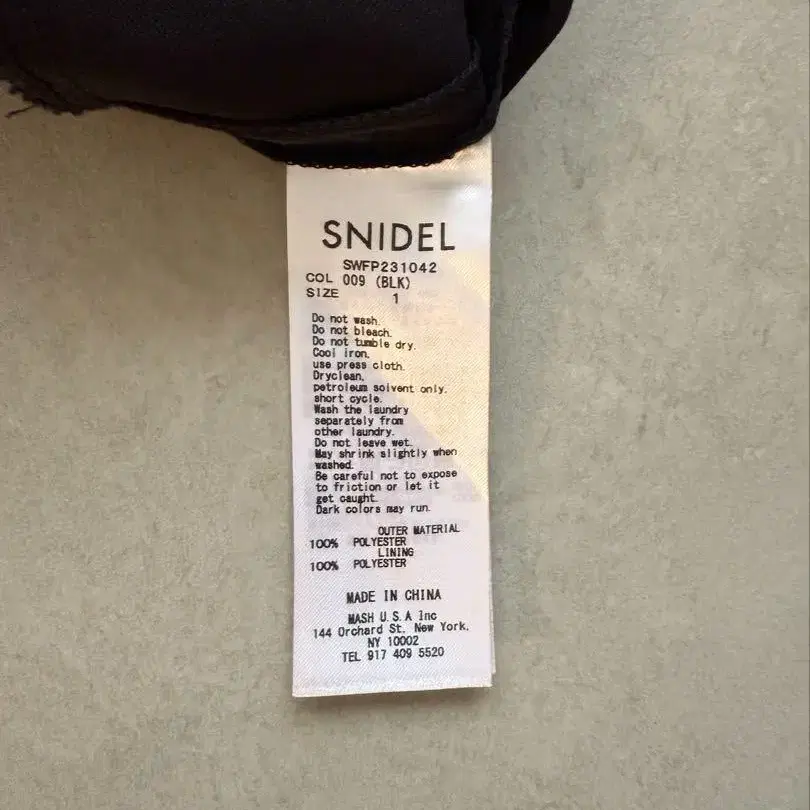 SNIDEL
SWFP231042
COL 009 (BLK)
SIZE 1
Do not wash.
Do not bleach.
Do not tumble dry.
Cool iron,
use press cloth.
Dryclean,
petroleum solvent only.
short cycle.
Wash the laundry
separately from
other laundry.
Do not leave wet.
May shrink slightly when
washed.
Be careful not to expose
to friction or let it
get caught.
Dark colors may run.
OUTER MATERIAL
100% POLYESTER
LINING
100% POLYESTER
MADE IN CHINA
MASH U.S.A Inc
144 Orchard St, New York,
NY 10002
TEL 917 409 5520